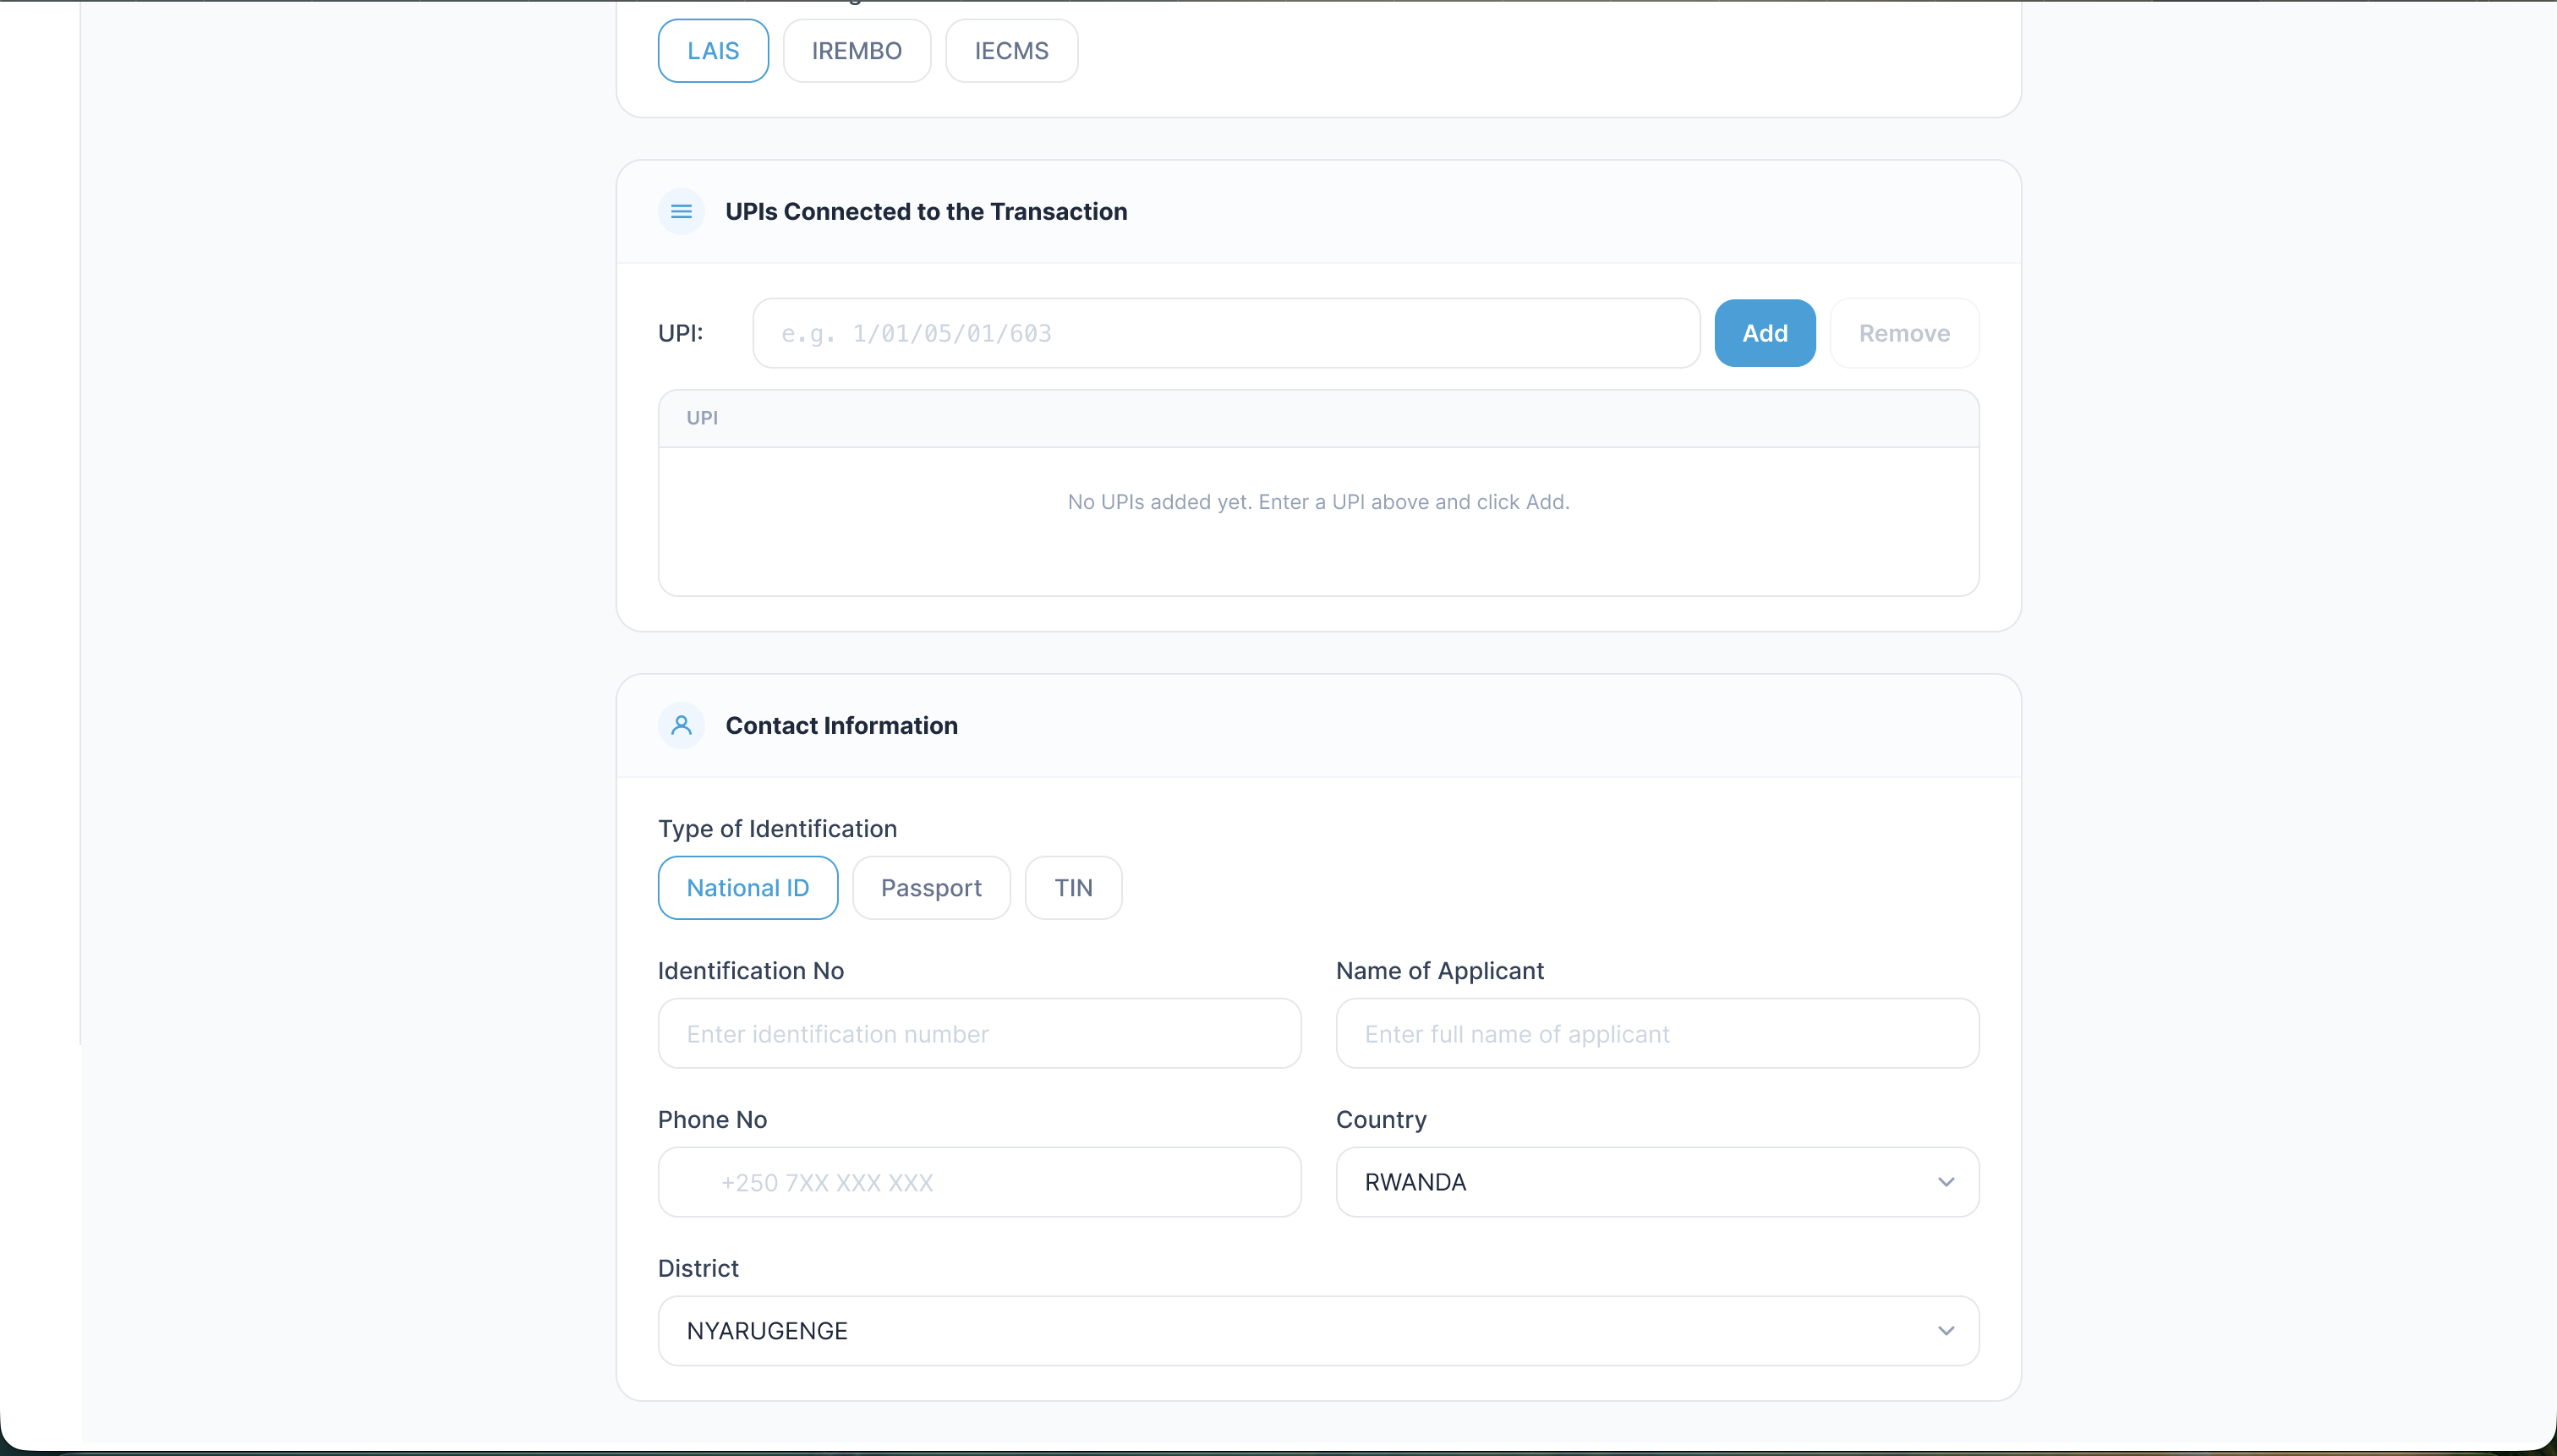 LAIS
IREMBO
IECMS
UPIs Connected to the Transaction
UPI:
e.g. 1/01/05/01/603
Add
Remove
UPI
No UPIs added yet. Enter a UPI above and click Add.
Contact Information
Type of Identification
National ID
Passport
TIN
Identification No
Name of Applicant
Enter identification number
Enter full name of applicant
Phone No
Country
+250 7XX XXX XXX
RWANDA
District
NYARUGENGE